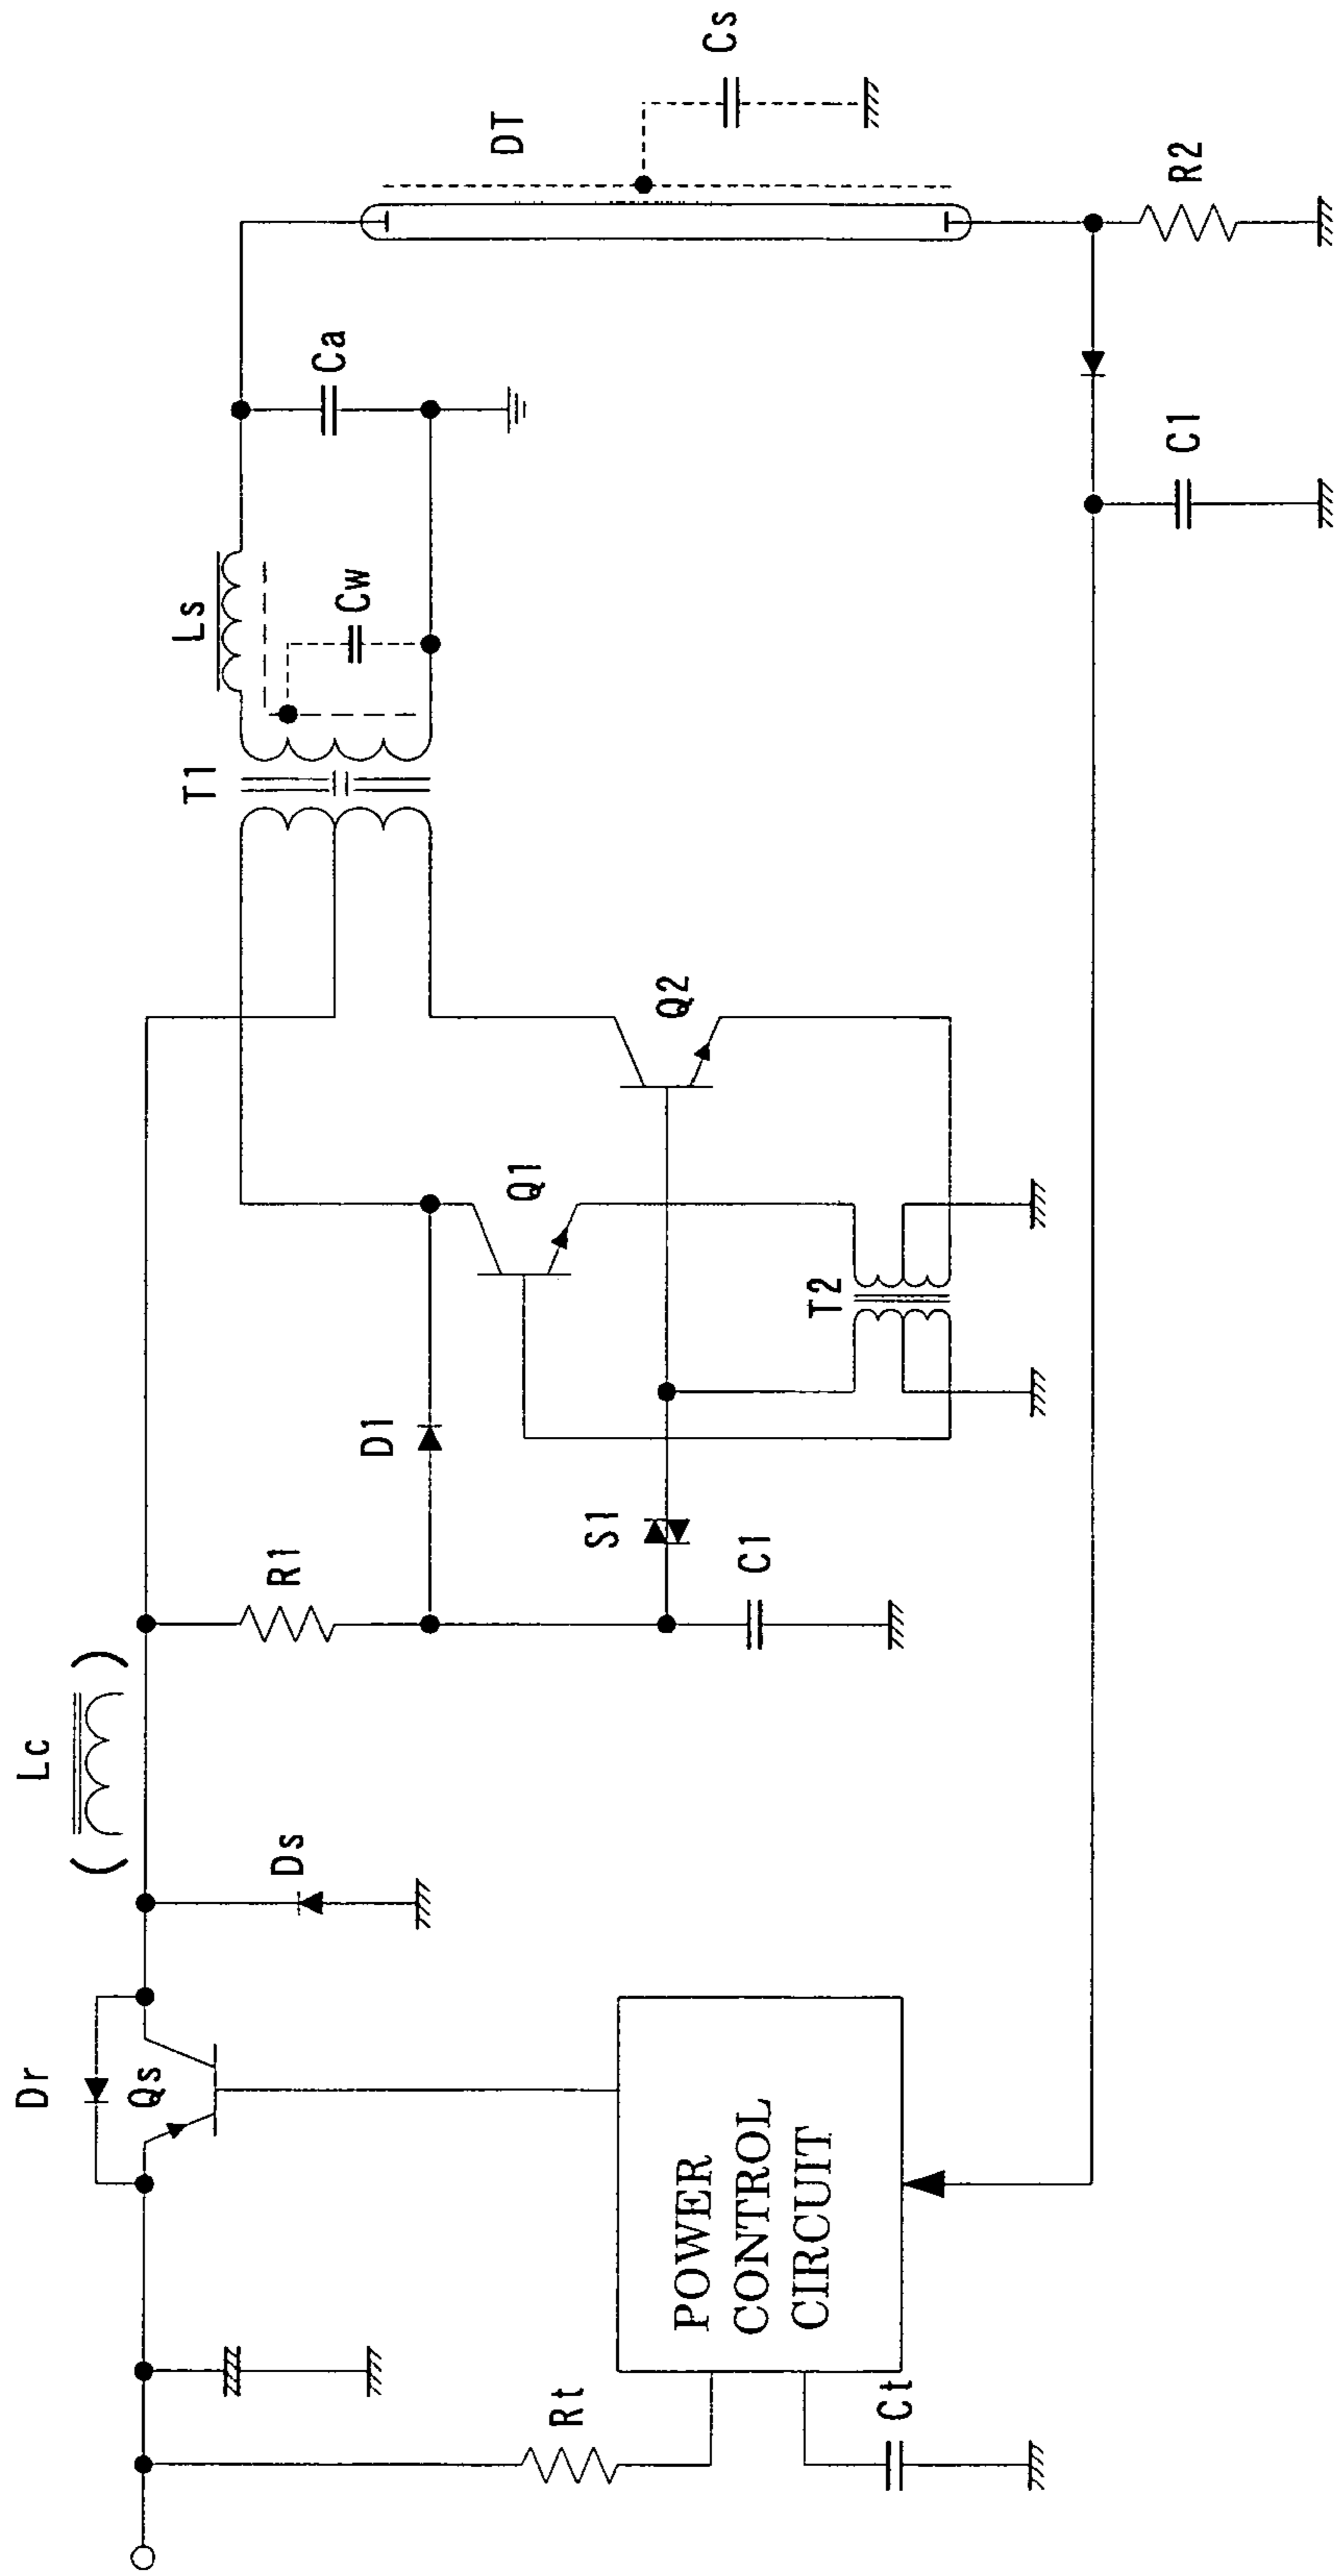 Dr
Qs
Ds
( Lc )
R1
D1
S1
C1
Q1
Q2
T2
T1
Ls
Cw
Ca
DT
Cs
R2
C1
Rt
Ct
POWER
CONTROL
CIRCUIT